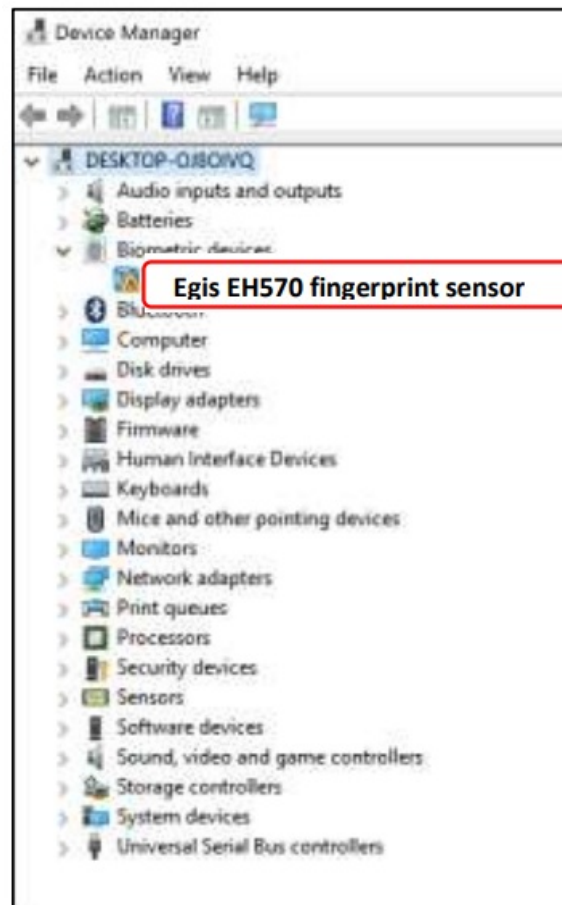 Device Manager
File Action View Help
DESKTOP-OJ8OIVQ
Audio inputs and outputs
Batteries
Biometric devices
Egis EH570 fingerprint sensor
Bluetooth
Computer
Disk drives
Display adapters
Firmware
Human Interface Devices
Keyboards
Mice and other pointing devices
Monitors
Network adapters
Print queues
Processors
Security devices
Sensors
Software devices
Sound, video and game controllers
Storage controllers
System devices
Universal Serial Bus controllers